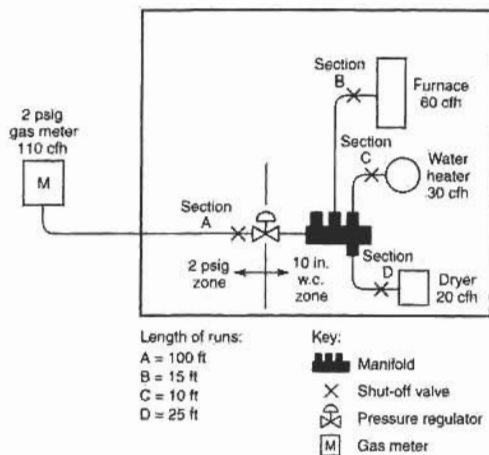 Section
B
Furnace
60 cfh
2 psig
gas meter
110 cfh
M
Section
C
Water
heater
30 cfh
Section
A
Section
D
2 psig
zone
10 in.
w.c.
zone
Dryer
20 cfh
Length of runs:
A = 100 ft
B = 15 ft
C = 10 ft
D = 25 ft
Key:
Manifold
Shut-off valve
Pressure regulator
M
Gas meter